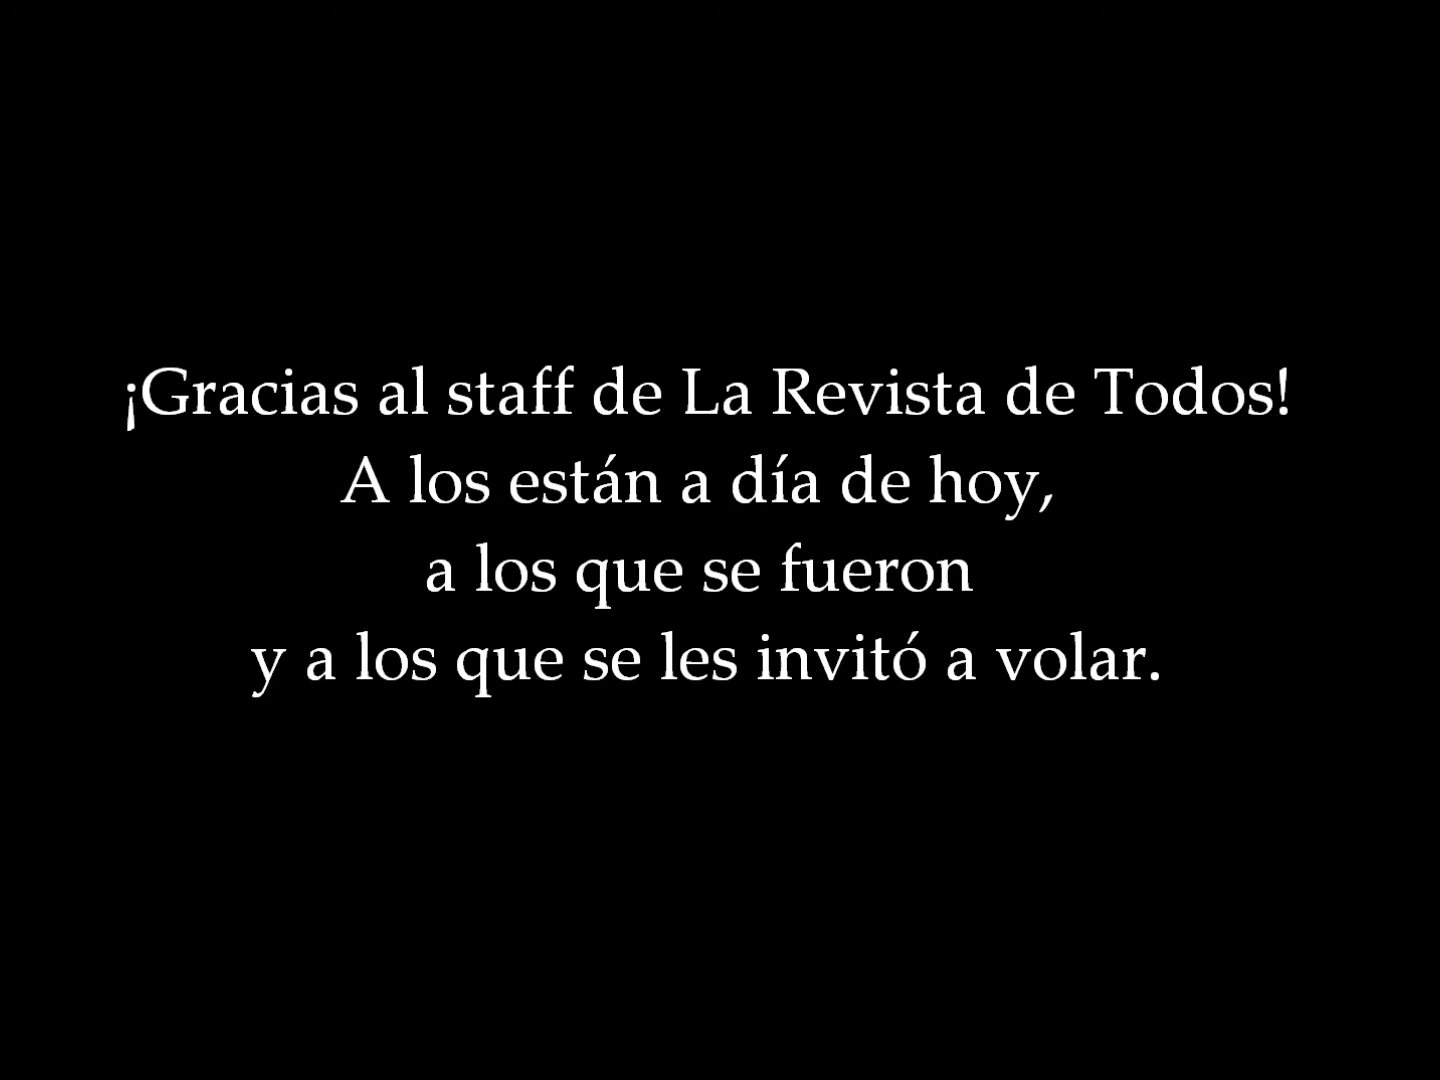 ¡Gracias al staff de La Revista de Todos!
A los están a día de hoy,
a los que se fueron
y a los que se les invitó a volar.